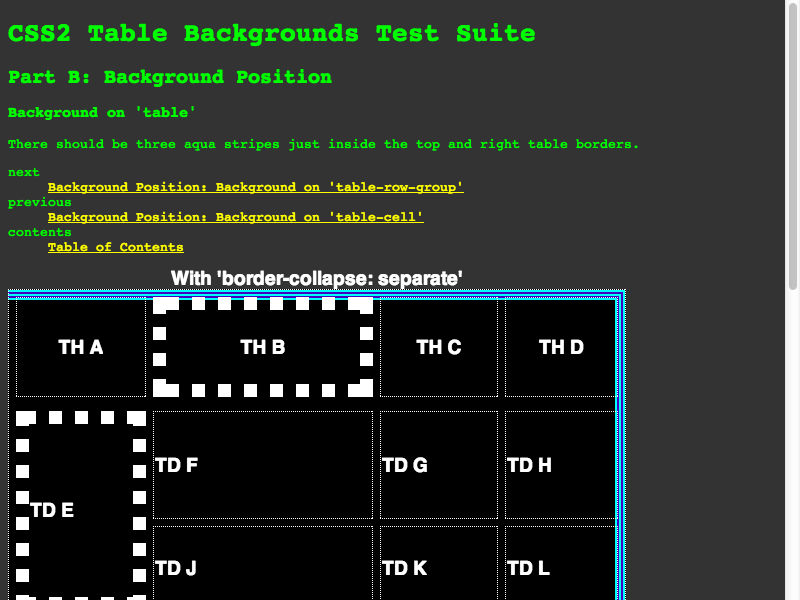 CSS2 Table Backgrounds Test Suite
Part B: Background Position
Background on 'table'
There should be three aqua stripes just inside the top and right table borders.
next
Background Position: Background on 'table-row-group'
previous
Background Position: Background on 'table-cell'
contents
Table of Contents
With 'border-collapse: separate'
TH A TH B TH C TH D
TD F TD G TD H
TD E
TD J TD K TD L